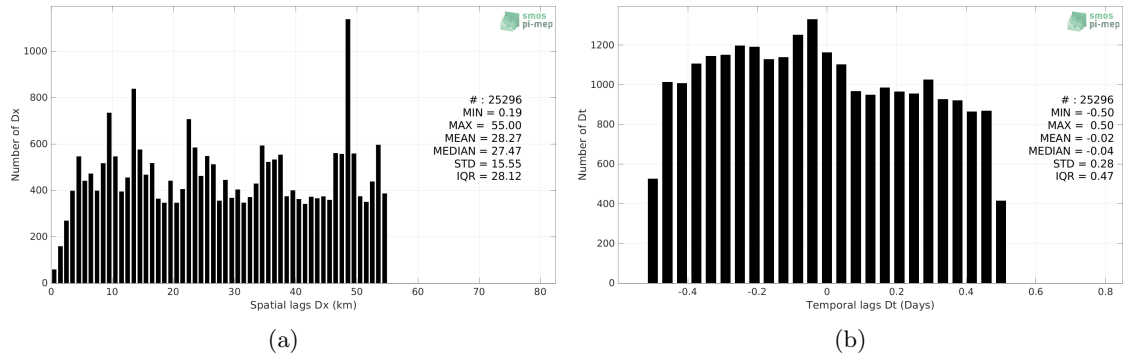 smos
pi-mep
Number of Dx
0
200
400
600
800
1000
# : 25296
MIN = 0.19
MAX = 55.00
MEAN = 28.27
MEDIAN = 27.47
STD = 15.55
IQR = 28.12
0 10 20 30 40 50 60 70 80
Spatial lags Dx (km)
(a)
smos
pi-mep
Number of Dt
0
200
400
600
800
1000
1200
# : 25296
MIN = -0.50
MAX = 0.50
MEAN = -0.02
MEDIAN = -0.04
STD = 0.28
IQR = 0.47
-0.4 -0.2 0 0.2 0.4 0.6 0.8
Temporal lags Dt (Days)
(b)